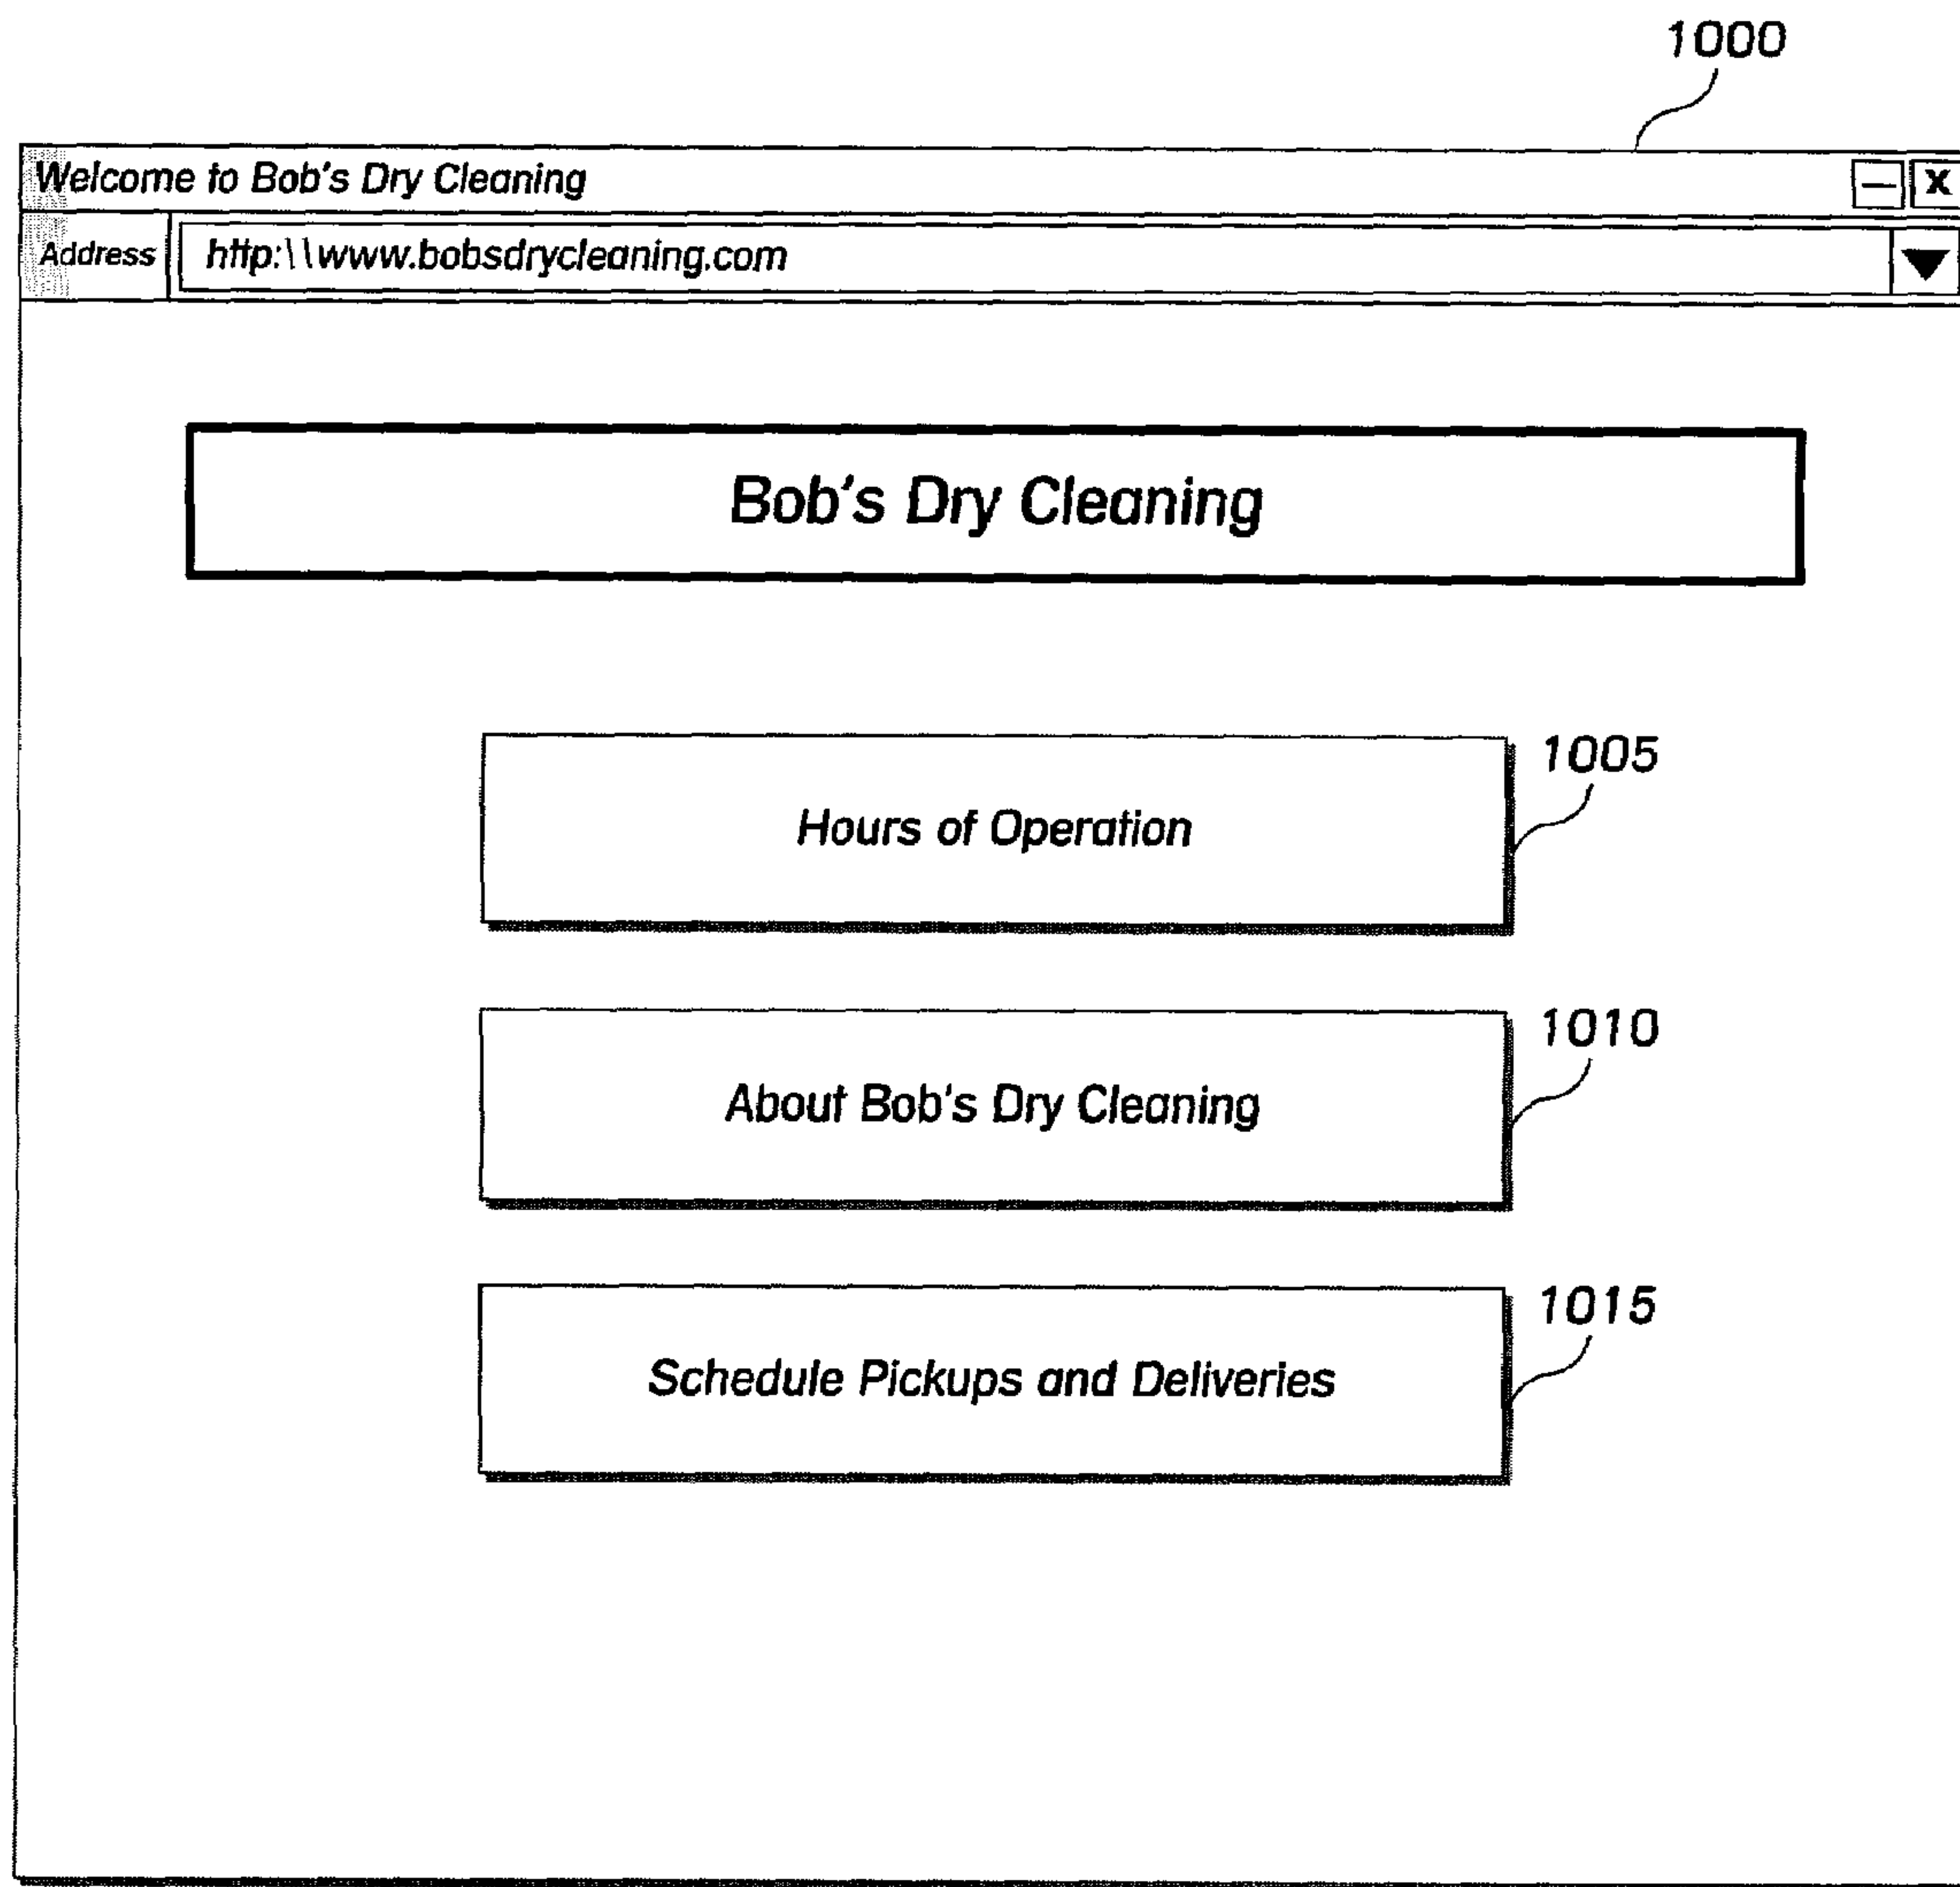 1000
Welcome to Bob's Dry Cleaning
Address http:\\www.bobsdrycleaning.com
Bob's Dry Cleaning
Hours of Operation 1005
About Bob's Dry Cleaning 1010
Schedule Pickups and Deliveries 1015